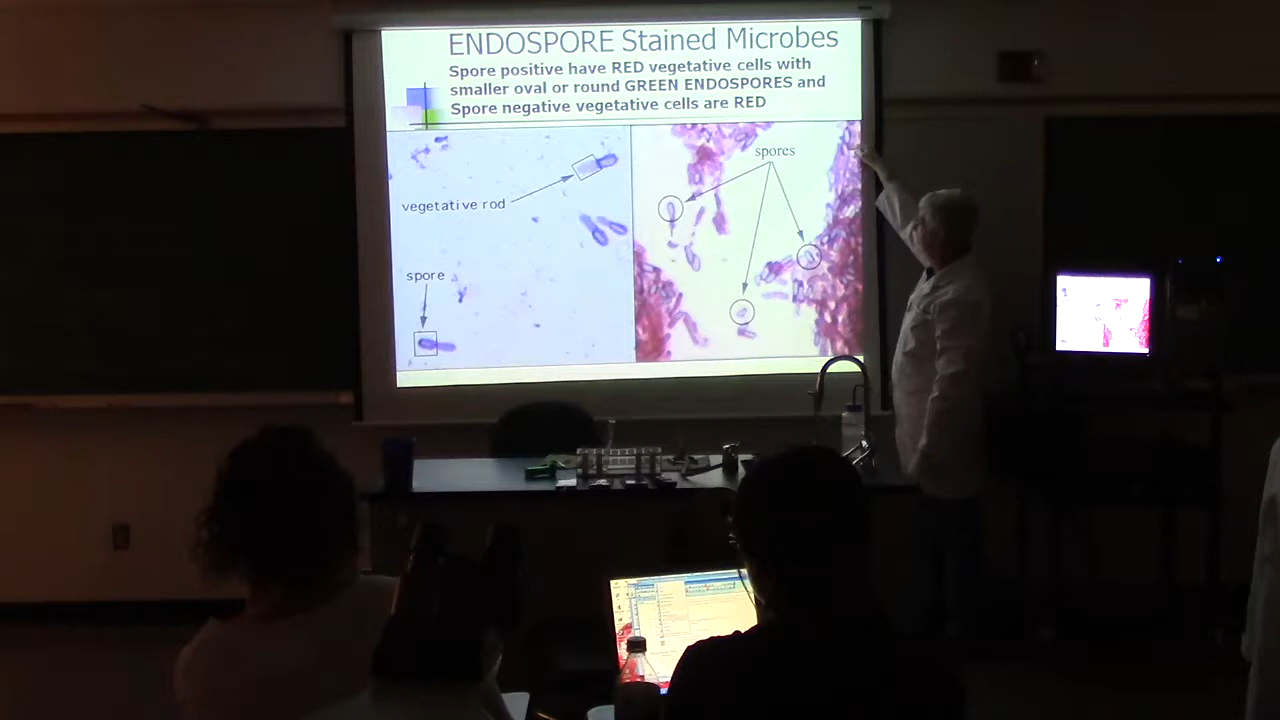 ENDOSPORE Stained Microbes
Spore positive have RED vegetative cells with
smaller oval or round GREEN ENDOSPORES and
Spore negative vegetative cells are RED
spores
vegetative rod
spore